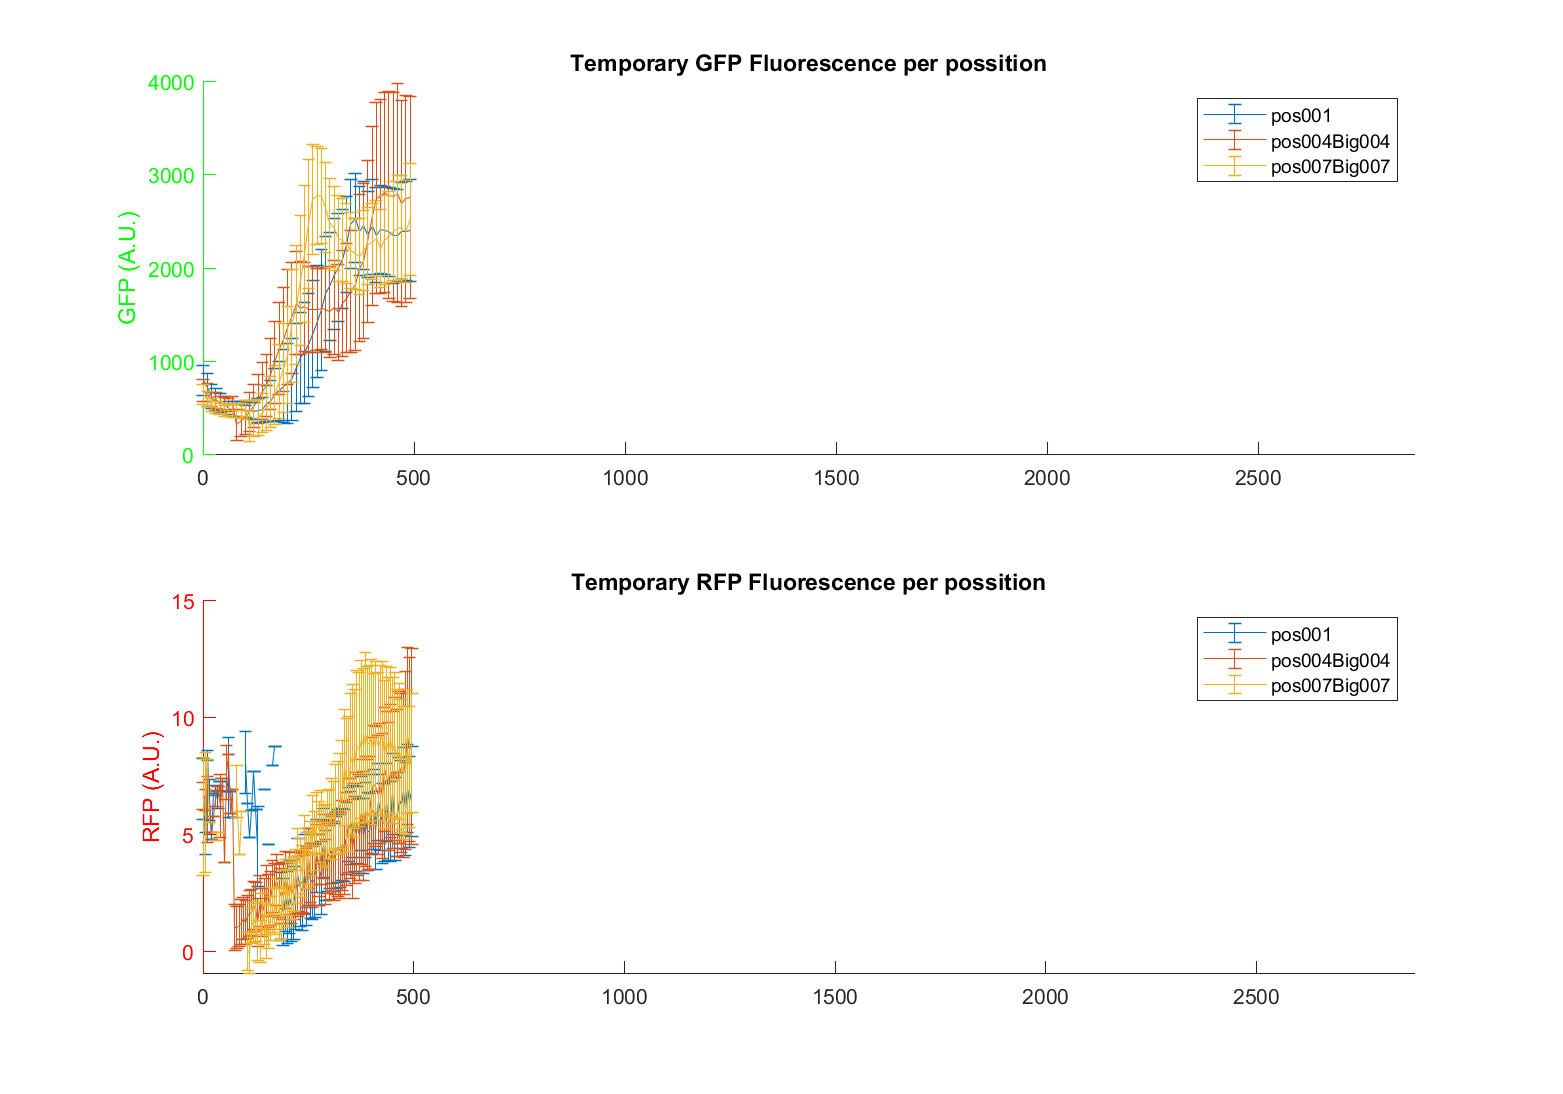 Temporary GFP Fluorescence per possition
4000
3000
2000
1000
0
GFP (A.U.)
pos001
pos004Big004
pos007Big007
0 500 1000 1500 2000 2500
Temporary RFP Fluorescence per possition
15
10
5
0
RFP (A.U.)
pos001
pos004Big004
pos007Big007
0 500 1000 1500 2000 2500